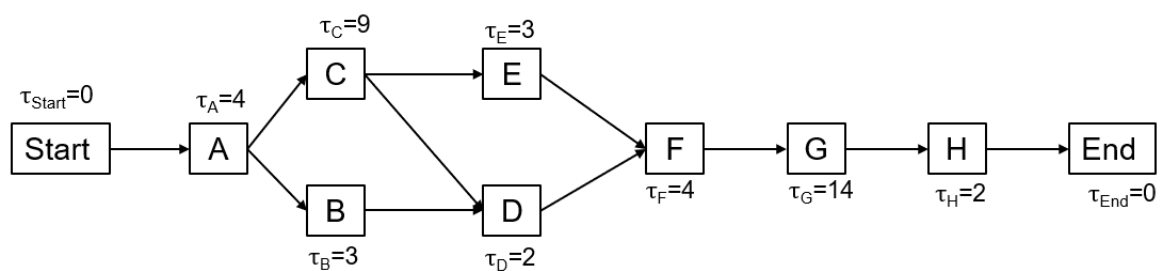 τC=9
τE=3
τStart=0
τA=4
C
E
Start
A
F
G
H
End
B
D
τF=4
τG=14
τH=2
τEnd=0
τB=3
τD=2